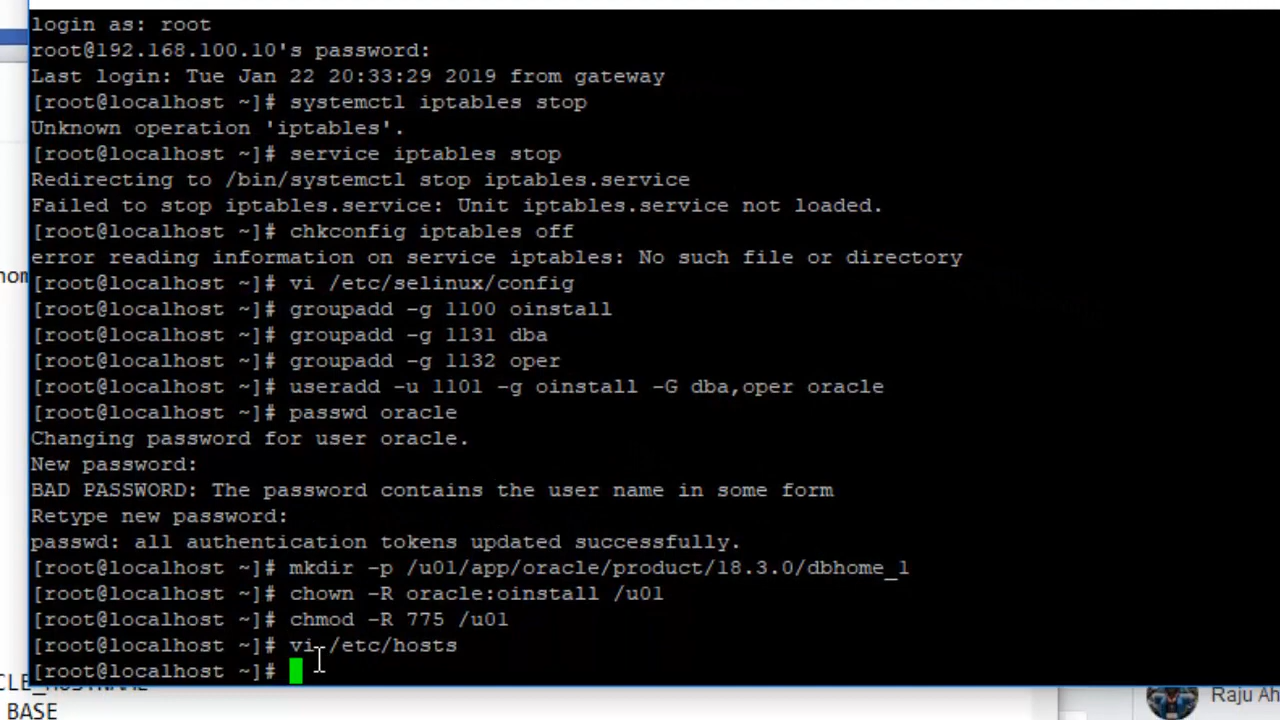 login as: root
root@192.168.100.10's password:
Last login: Tue Jan 22 20:33:29 2019 from gateway
[root@localhost ~]# systemctl iptables stop
Unknown operation 'iptables'.
[root@localhost ~]# service iptables stop
Redirecting to /bin/systemctl stop iptables.service
Failed to stop iptables.service: Unit iptables.service not loaded.
[root@localhost ~]# chkconfig iptables off
error reading information on service iptables: No such file or directory
[root@localhost ~]# vi /etc/selinux/config
[root@localhost ~]# groupadd -g 1100 oinstall
[root@localhost ~]# groupadd -g 1131 dba
[root@localhost ~]# groupadd -g 1132 oper
[root@localhost ~]# useradd -u 1101 -g oinstall -G dba,oper oracle
[root@localhost ~]# passwd oracle
Changing password for user oracle.
New password:
BAD PASSWORD: The password contains the user name in some form
Retype new password:
passwd: all authentication tokens updated successfully.
[root@localhost ~]# mkdir -p /u01/app/oracle/product/18.3.0/dbhome_1
[root@localhost ~]# chown -R oracle:oinstall /u01
[root@localhost ~]# chmod -R 775 /u01
[root@localhost ~]# vi /etc/hosts
[root@localhost ~]#
BASE
Raju Ah